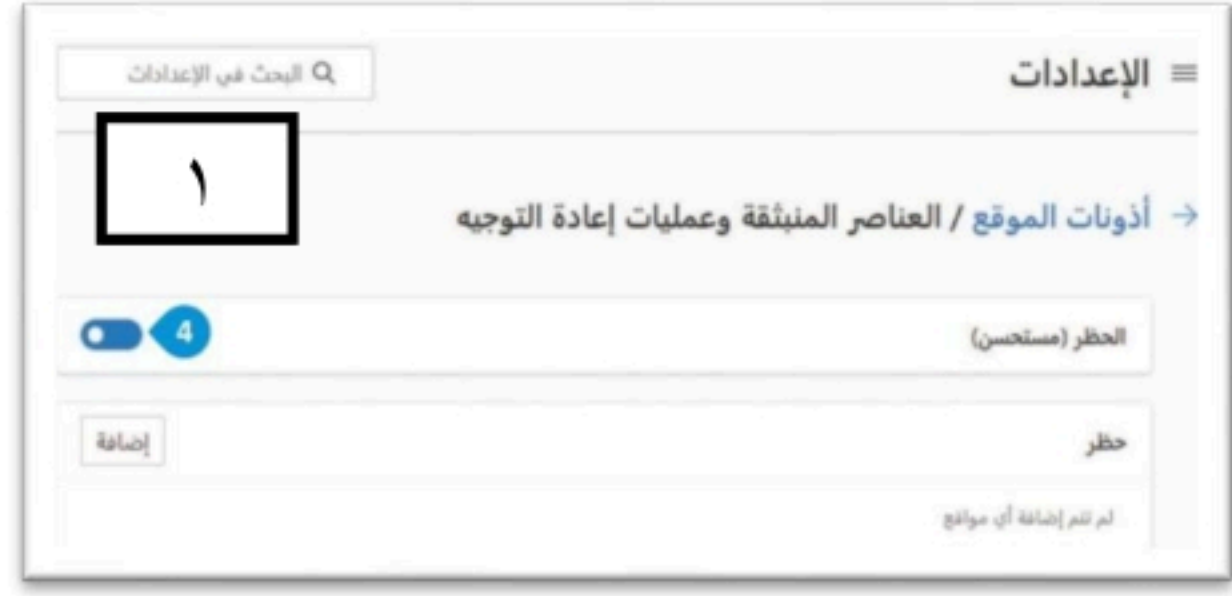 الإعدادات
البحث في الإعدادات
١
أذونات الموقع / العناصر المنبثقة وعمليات إعادة التوجيه
الحظر (مستحسن)
4
حظر
إضافة
لم تتم إضافة أي مواقع